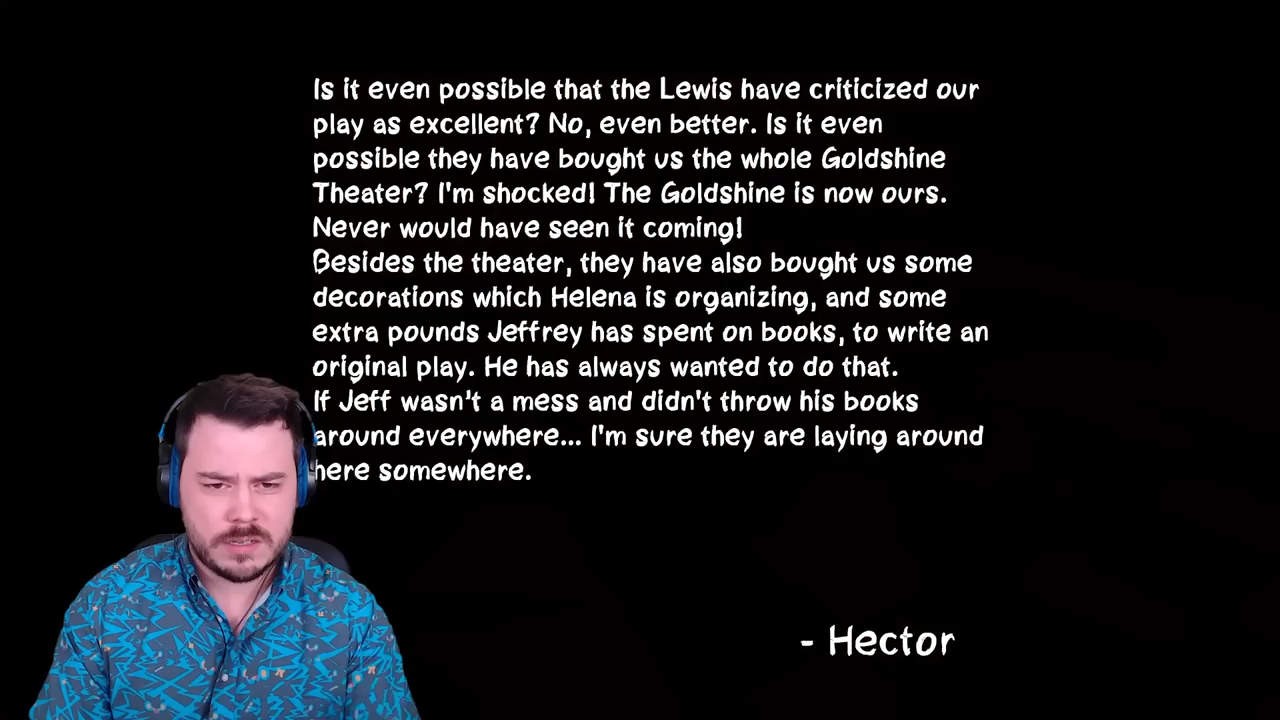 Is it even possible that the Lewis have criticized our
play as excellent? No, even better. Is it even
possible they have bought us the whole Goldshine
Theater? I'm shocked! The Goldshine is now ours.
Never would have seen it coming!
Besides the theater, they have also bought us some
decorations which Helena is organizing, and some
extra pounds Jeffrey has spent on books, to write an
original play. He has always wanted to do that.
If Jeff wasn't a mess and didn't throw his books
around everywhere... I'm sure they are laying around
here somewhere.
- Hector